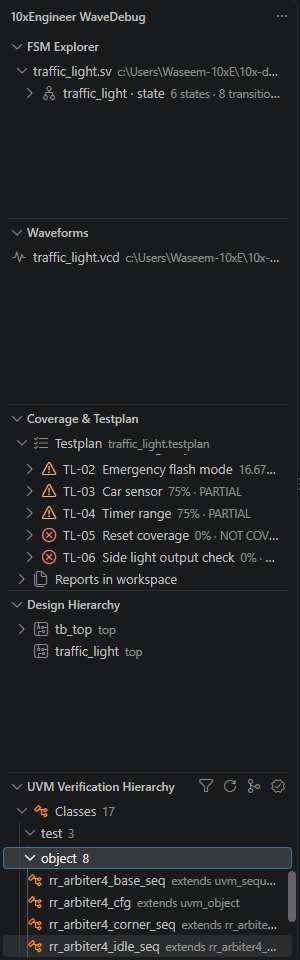 10xEngineer WaveDebug ···
FSM Explorer
traffic_light.sv c:\Users\Waseem-10xE\10x-d...
traffic_light · state 6 states · 8 transitio...
Waveforms
traffic_light.vcd c:\Users\Waseem-10xE\10x-...
Coverage & Testplan
Testplan traffic_light.testplan
TL-02 Emergency flash mode 16.67...
TL-03 Car sensor 75% · PARTIAL
TL-04 Timer range 75% · PARTIAL
TL-05 Reset coverage 0% · NOT COV...
TL-06 Side light output check 0% · ...
Reports in workspace
Design Hierarchy
tb_top top
traffic_light top
UVM Verification Hierarchy
Classes 17
test 3
object 8
rr_arbiter4_base_seq extends uvm_sequ...
rr_arbiter4_cfg extends uvm_object
rr_arbiter4_corner_seq extends rr_arbite...
rr_arbiter4_idle_seq extends rr_arbiter4_...